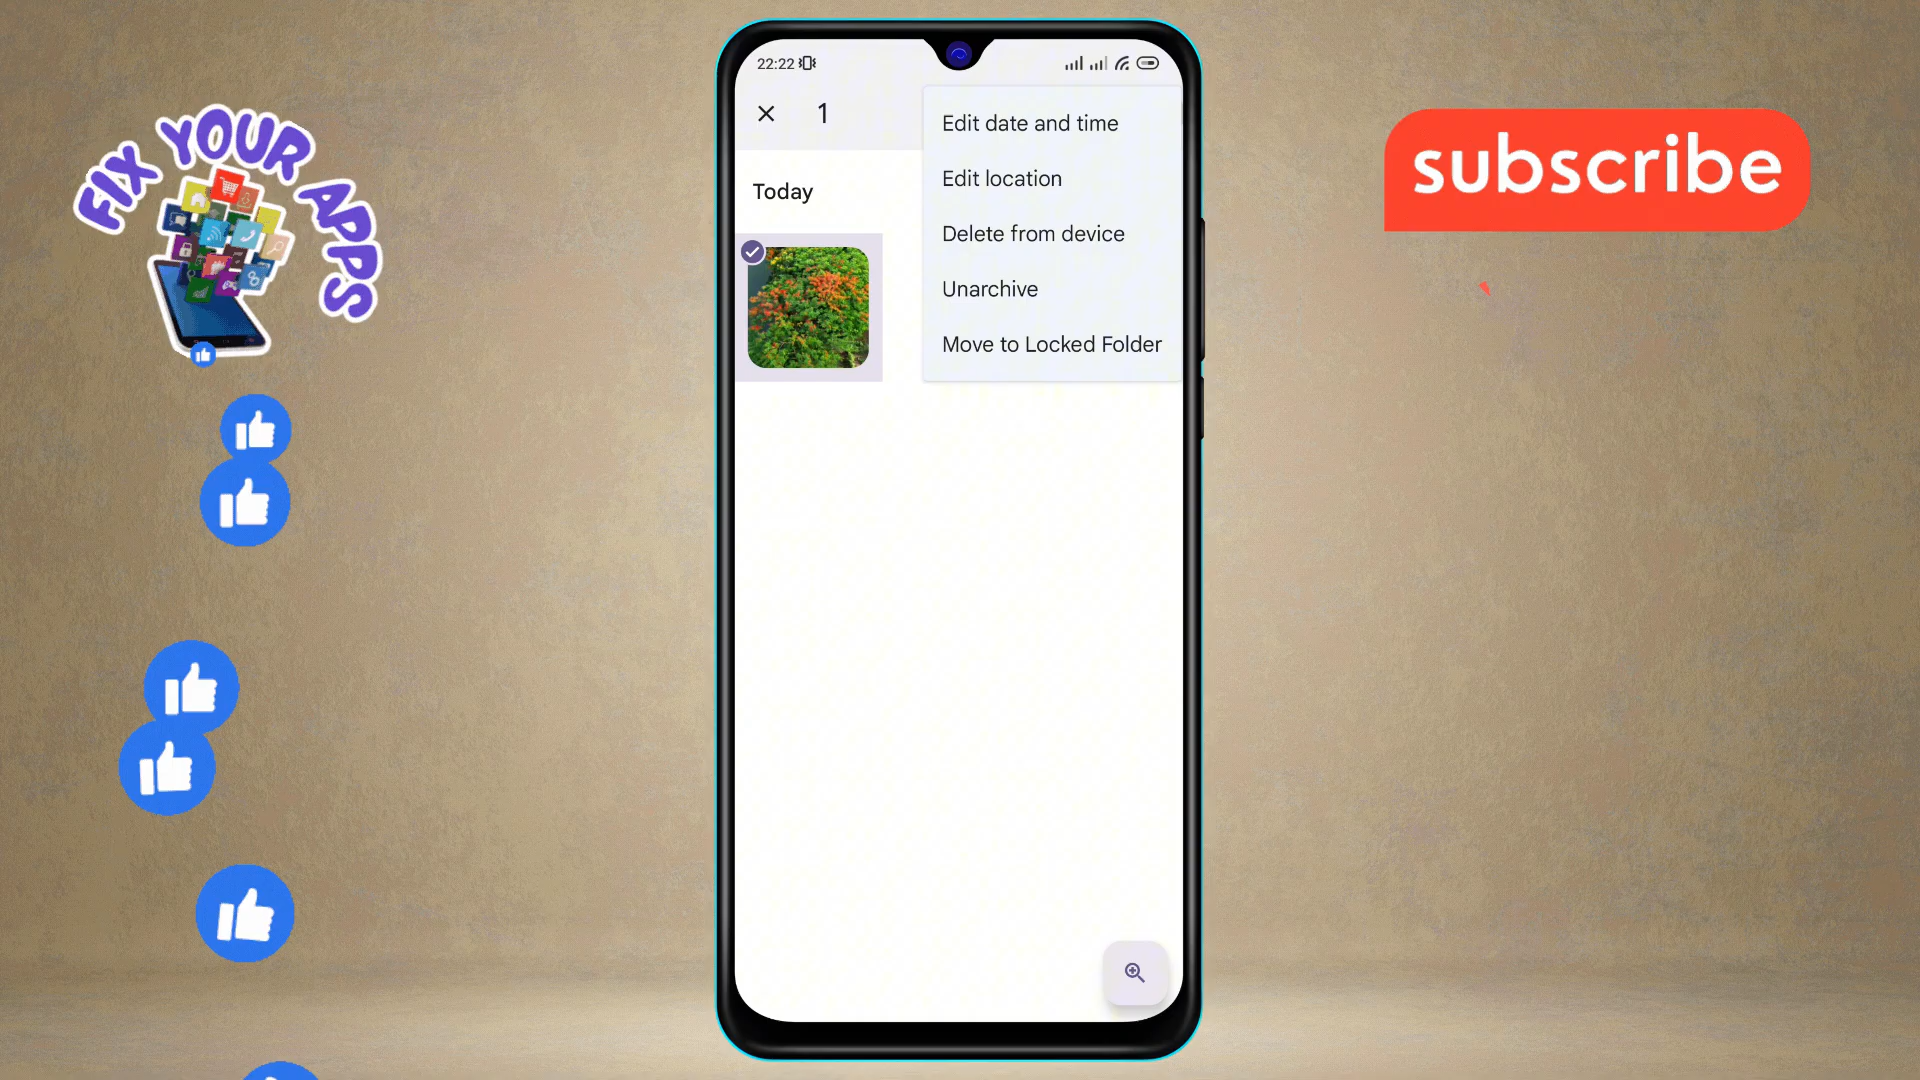 FIX YOUR APPS
22:22
1
Edit date and time
Edit location
Delete from device
Unarchive
Move to Locked Folder
Today
subscribe